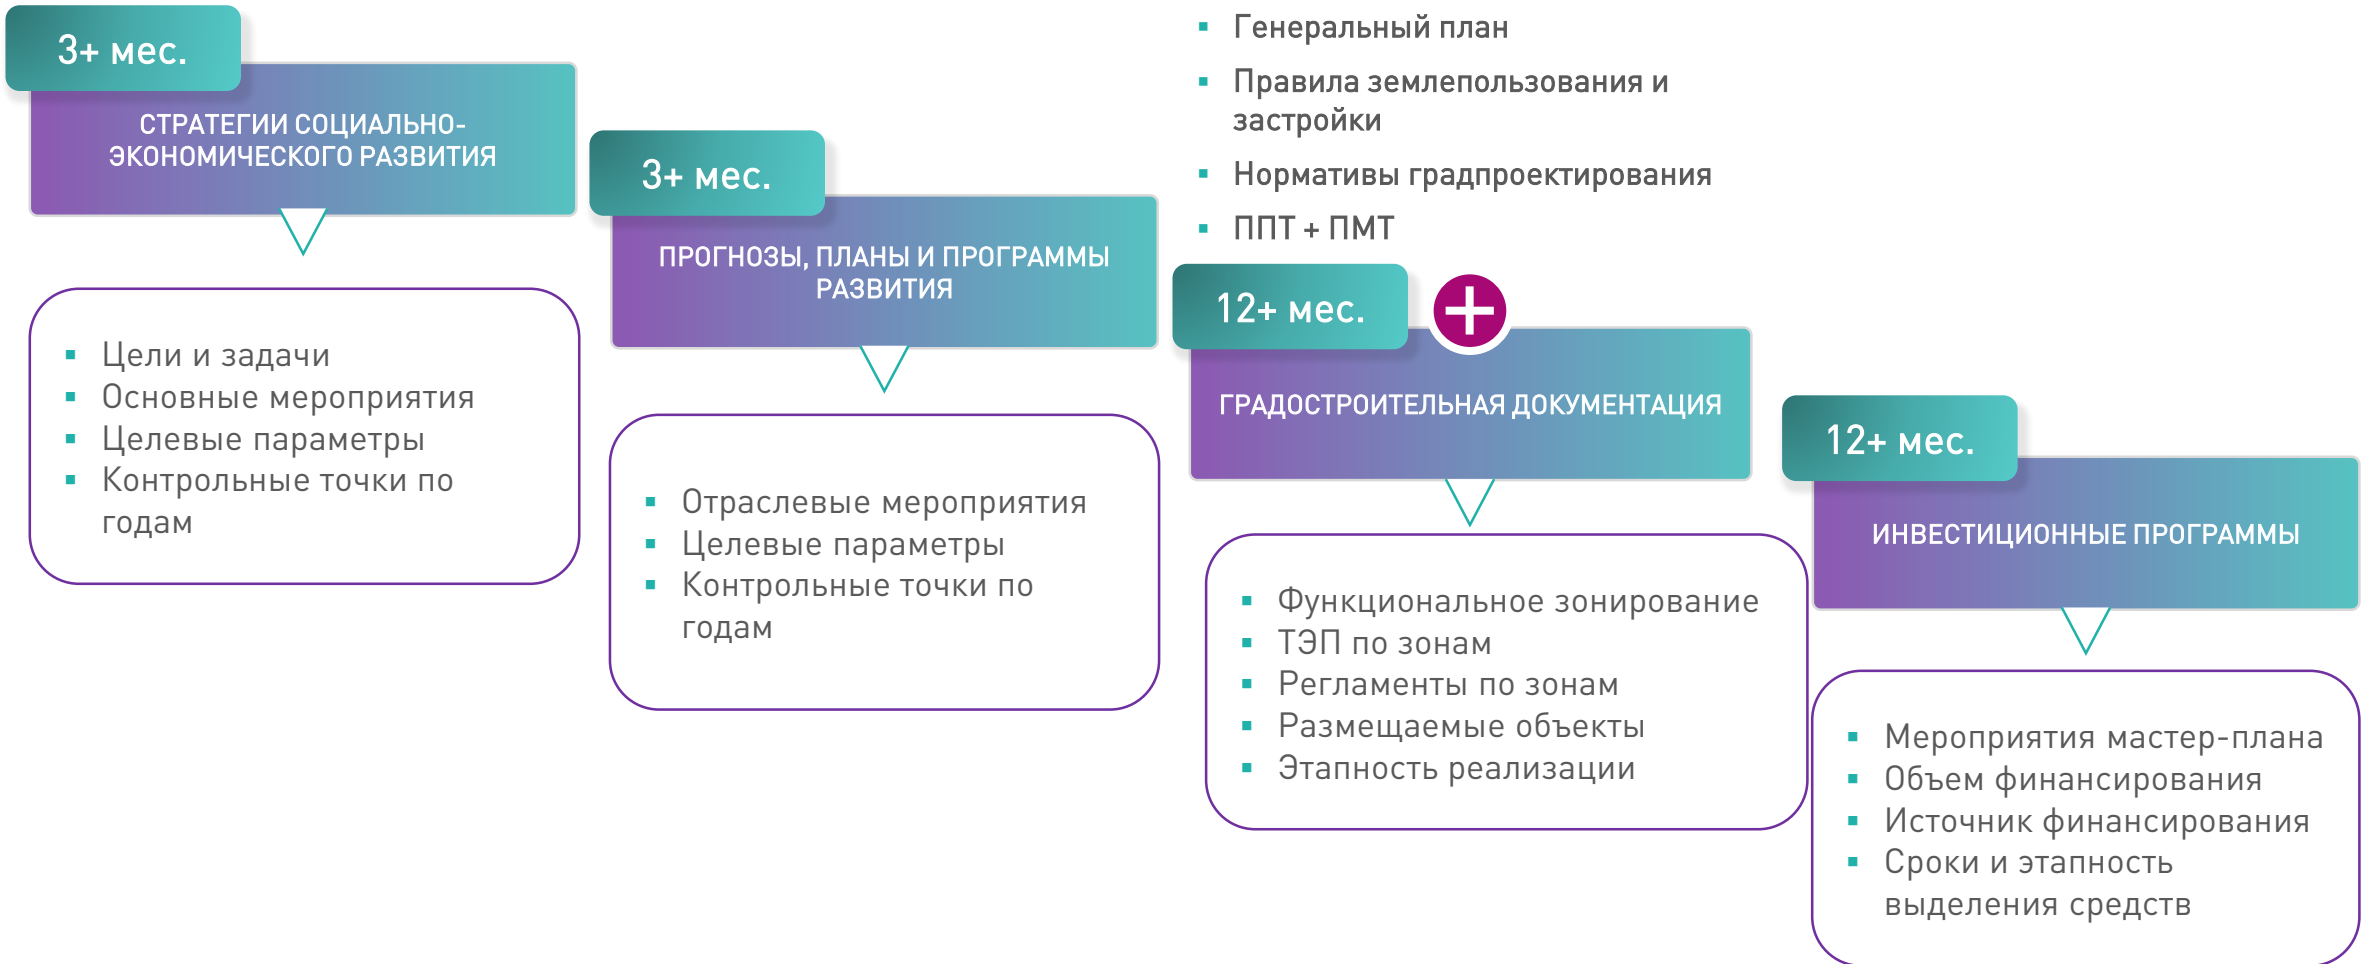 3+ мес.
СТРАТЕГИИ СОЦИАЛЬНО-
ЭКОНОМИЧЕСКОГО РАЗВИТИЯ
Цели и задачи
Основные мероприятия
Целевые параметры
Контрольные точки по
годам
3+ мес.
ПРОГНОЗЫ, ПЛАНЫ И ПРОГРАММЫ
РАЗВИТИЯ
Отраслевые мероприятия
Целевые параметры
Контрольные точки по
годам
Генеральный план
Правила землепользования и
застройки
Нормативы градпроектирования
ППТ + ПМТ
12+ мес.
ГРАДОСТРОИТЕЛЬНАЯ ДОКУМЕНТАЦИЯ
Функциональное зонирование
ТЭП по зонам
Регламенты по зонам
Размещаемые объекты
Этапность реализации
12+ мес.
ИНВЕСТИЦИОННЫЕ ПРОГРАММЫ
Мероприятия мастер-плана
Объем финансирования
Источник финансирования
Сроки и этапность
выделения средств